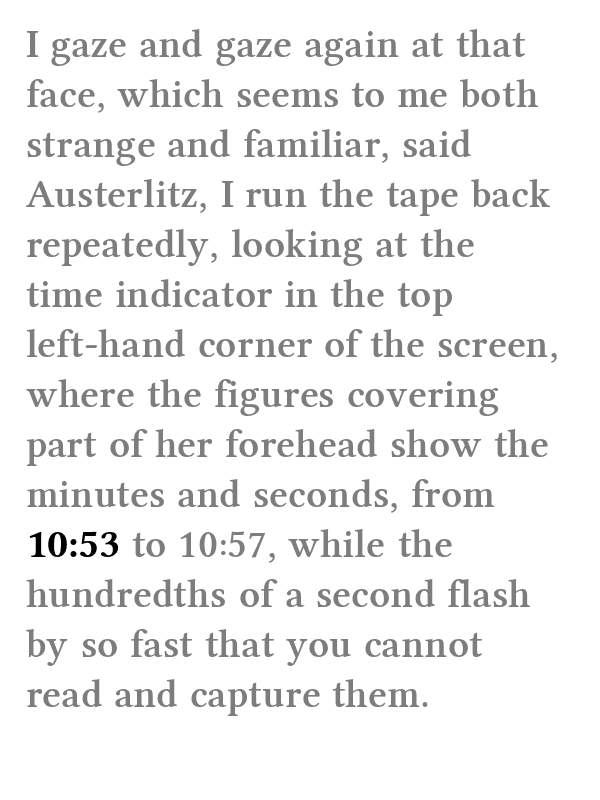 I gaze and gaze again at that
face, which seems to me both
strange and familiar, said
Austerlitz, I run the tape back
repeatedly, looking at the
time indicator in the top
left-hand corner of the screen,
where the figures covering
part of her forehead show the
minutes and seconds, from
10:53 to 10:57, while the
hundredths of a second flash
by so fast that you cannot
read and capture them.